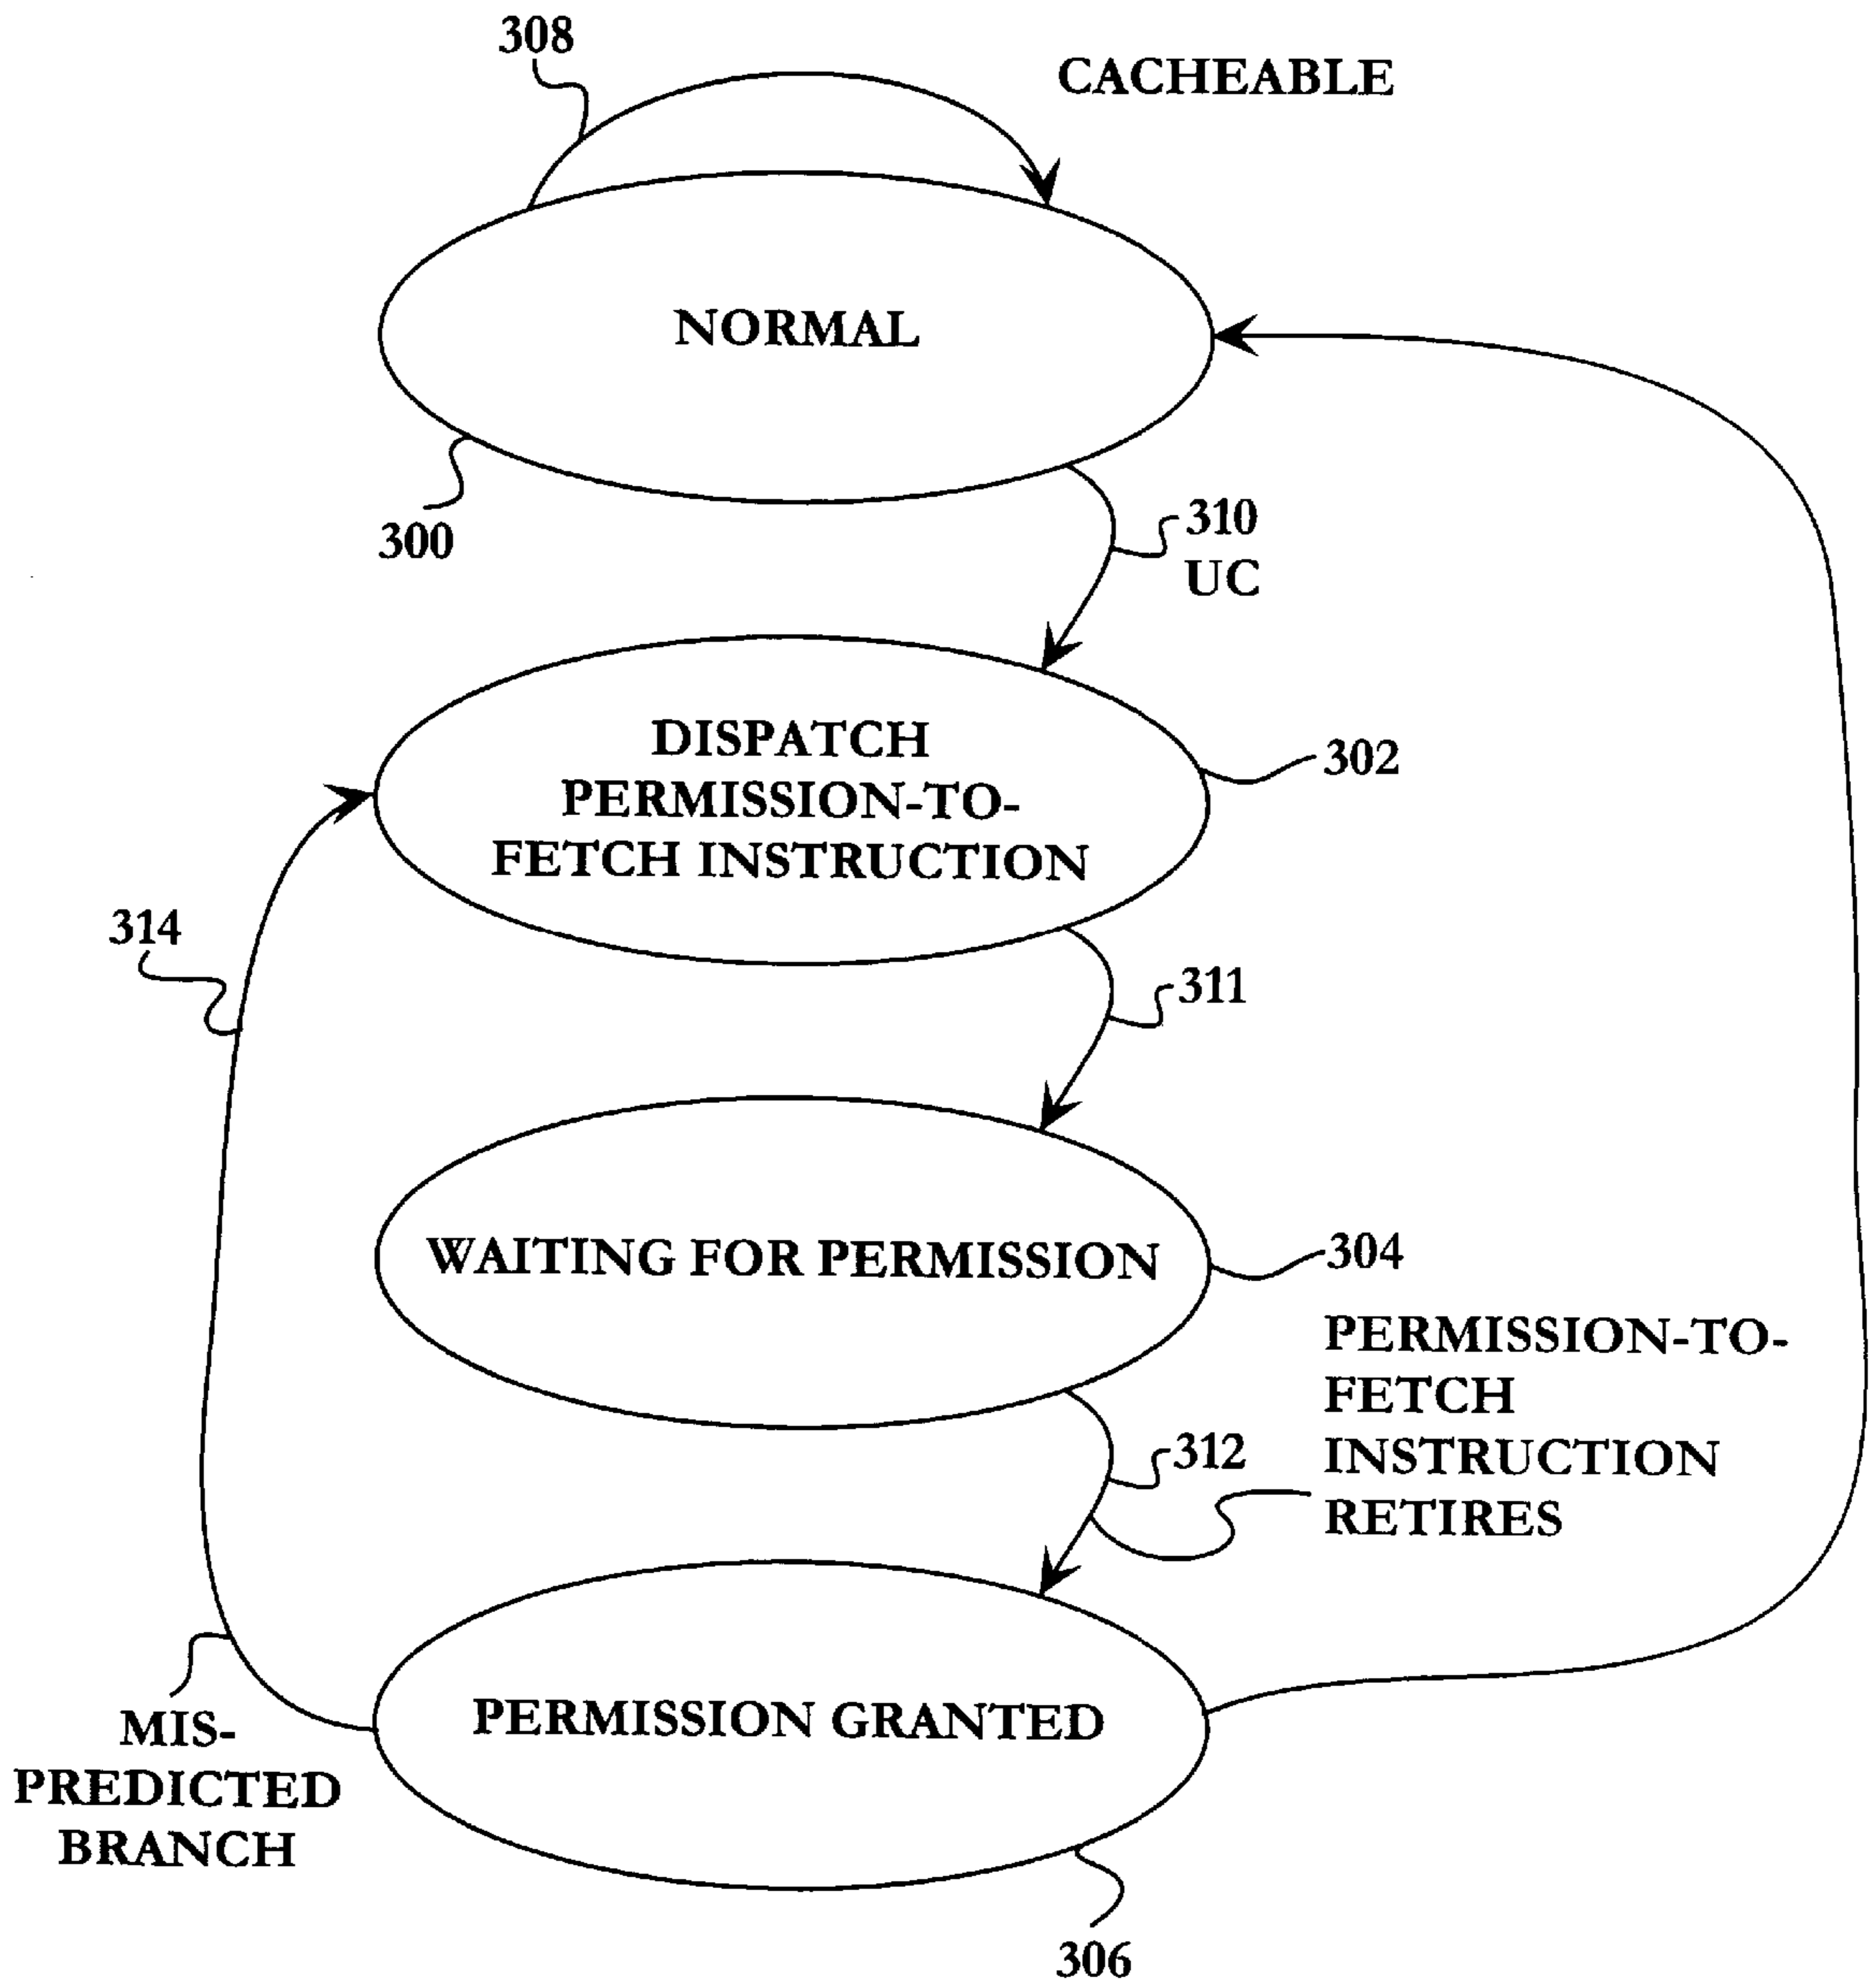 308
CACHEABLE
NORMAL
300
310
UC
DISPATCH
PERMISSION-TO-
FETCH INSTRUCTION
302
314
311
WAITING FOR PERMISSION
304
PERMISSION-TO-
FETCH
INSTRUCTION
RETIRES
312
PERMISSION GRANTED
MIS-
PREDICTED
BRANCH
306